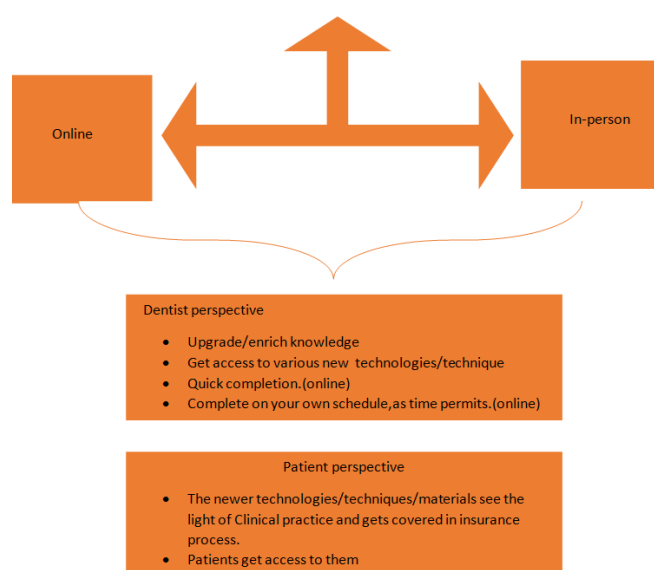 Online
In-person
Dentist perspective
• Upgrade/enrich knowledge
• Get access to various new technologies/technique
• Quick completion.(online)
• Complete on your own schedule,as time permits.(online)
Patient perspective
• The newer technologies/techniques/materials see the
light of Clinical practice and gets covered in insurance
process.
• Patients get access to them